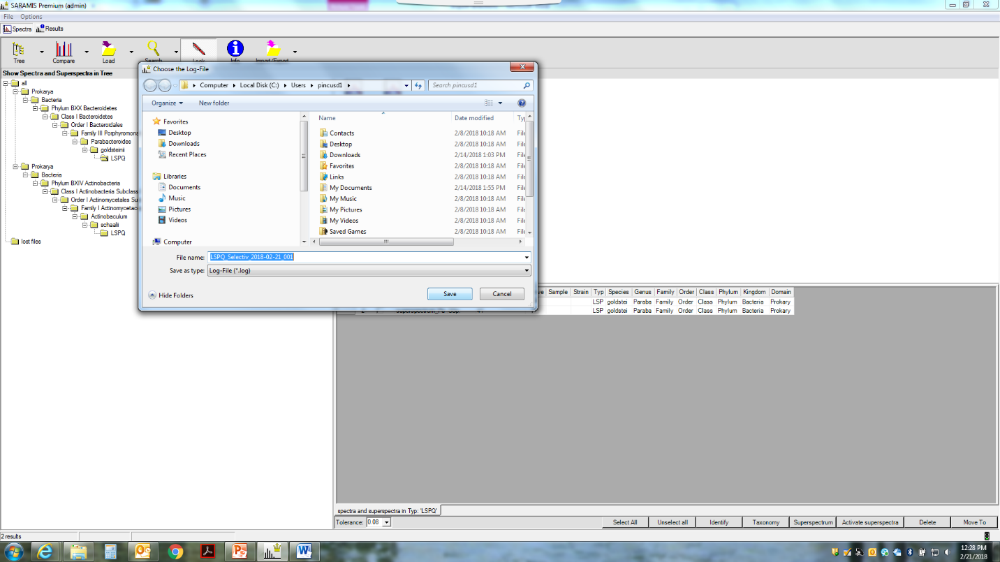 SARAMIS Premium (admin)
File Options
Spectra Results
Tree Compare Load Search Look Info Import/Export
Show Spectra and Superspectra in Tree
all
Prokarya
Bacteria
Phylum BXX Bacteroidetes
Class I Bacteroidetes
Order I Bacteroidales
Family III Porphyromona
Parabacteroides
goldsteinii
LSPQ
Prokarya
Bacteria
Phylum BXIV Actinobacteria
Class I Actinobacteria Subclass
Order I Actinomycetales Su
Family I Actinomycetac
Actinobaculum
schaalii
LSPQ
lost files
Choose the Log-File
Computer Local Disk (C:) Users pincusd1
Search pincusd1
Organize New folder
Favorites
Desktop
Downloads
Recent Places
Libraries
Documents
Music
Pictures
Videos
Computer
Name Date modified Ty
Contacts 2/8/2018 10:18 AM File
Desktop 2/8/2018 10:18 AM File
Downloads 2/14/2018 1:03 PM File
Favorites 2/8/2018 10:18 AM File
Links 2/8/2018 10:18 AM File
My Documents 2/14/2018 1:55 PM File
My Music 2/8/2018 10:18 AM File
My Pictures 2/8/2018 10:18 AM File
My Videos 2/8/2018 10:18 AM File
Saved Games 2/8/2018 10:18 AM File
File name: LSPQ_Selectiv_2018-02-21_001
Save as type: Log-File (*.log)
Hide Folders Save Cancel
ve Sample Strain Typ Species Genus Family Order Class Phylum Kingdom Domain
LSP goldstei Paraba Family Order Class Phylum Bacteria Prokary
LSP goldstei Paraba Family Order Class Phylum Bacteria Prokary
spectra and superspectra in Typ: 'LSPQ'
Tolerance: 0.08 Select All Unselect all Identify Taxonomy Superspectrum Activate superspectra Delete Move To
2 results
12:28 PM
2/21/2018